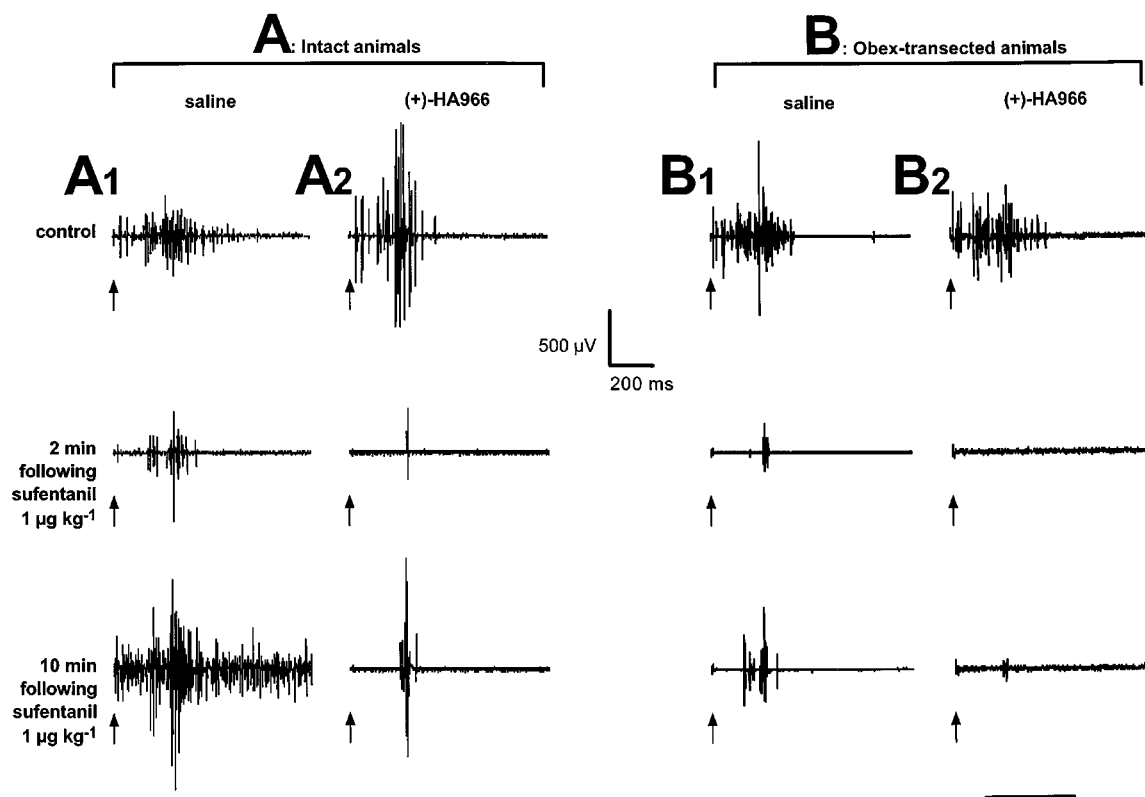 A: Intact animals
B: Obex-transected animals
saline
(+)-HA966
saline
(+)-HA966
A1
A2
B1
B2
control
500 µV
200 ms
2 min
following
sufentanil
1 µg kg-1
10 min
following
sufentanil
1 µg kg-1